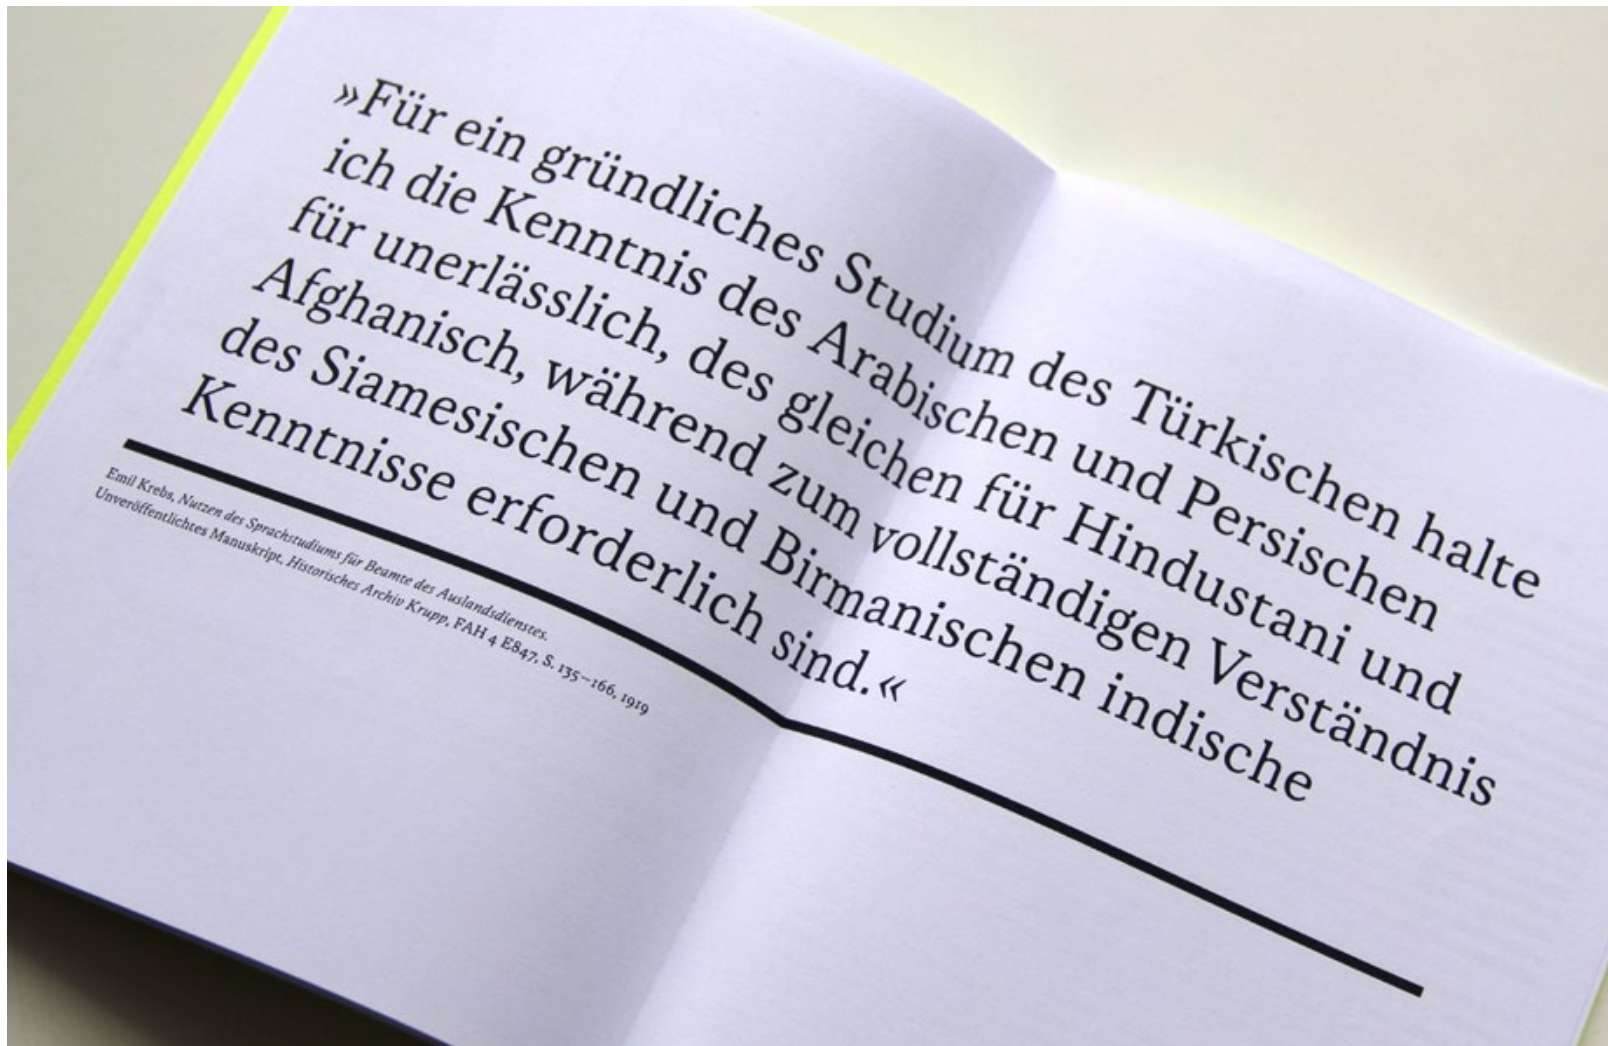 »Für ein gründliches Studium des Türkischen halte
ich die Kenntnis des Arabischen und Persischen
für unerlässlich, des gleichen für Hindustani und
Afghanisch, während zum vollständigen Verständnis
des Siamesischen und Birmanischen indische
Kenntnisse erforderlich sind.«
Emil Krebs, Nutzen des Sprachstudiums für Beamte des Auslandsdienstes.
Unveröffentlichtes Manuskript, Historisches Archiv Krupp, FAH 4 E847, S. 135–166, 1919